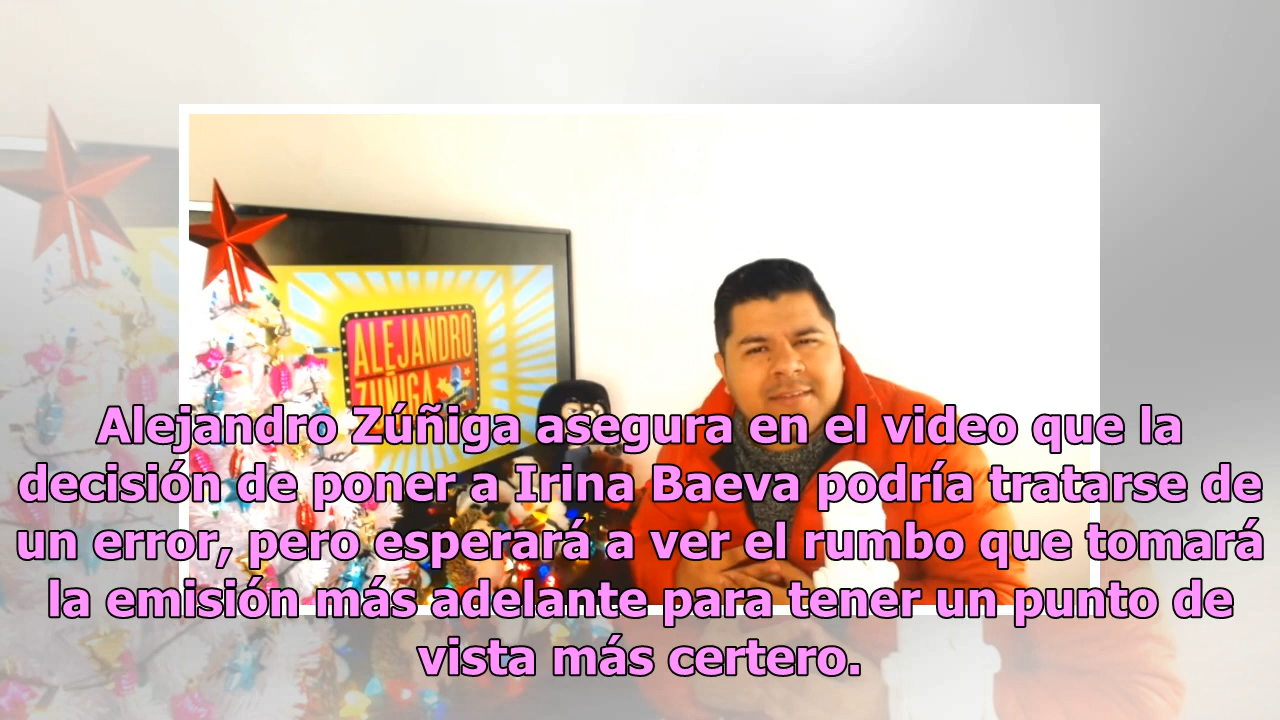 ALEJANDRO
ZUÑIGA
Alejandro Zúñiga asegura en el video que la
decisión de poner a Irina Baeva podría tratarse de
un error, pero esperará a ver el rumbo que tomará
la emisión más adelante para tener un punto de
vista más certero.